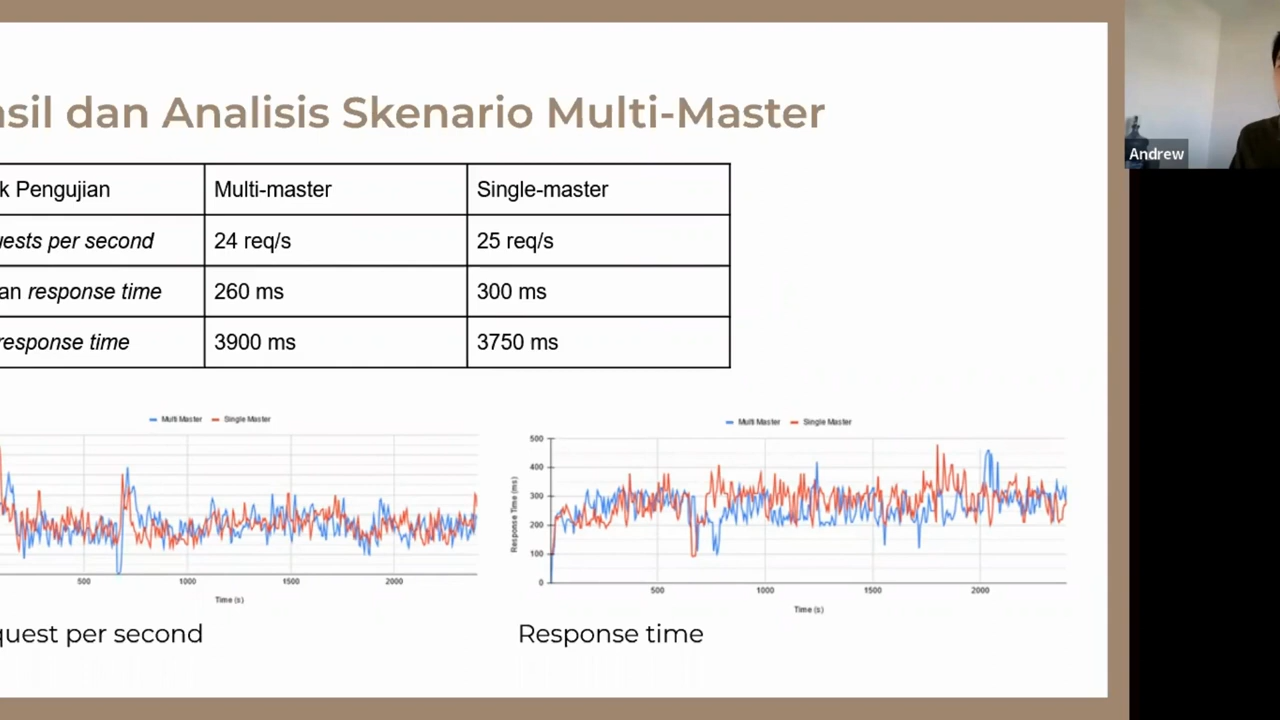 asil dan Analisis Skenario Multi-Master
k Pengujian Multi-master Single-master
uests per second 24 req/s 25 req/s
an response time 260 ms 300 ms
response time 3900 ms 3750 ms
Multi Master Single Master
500 1000 1500 2000
Time (s)
quest per second
Multi Master Single Master
Response Time (ms)
500
400
300
200
100
0
500 1000 1500 2000
Time (s)
Response time
Andrew